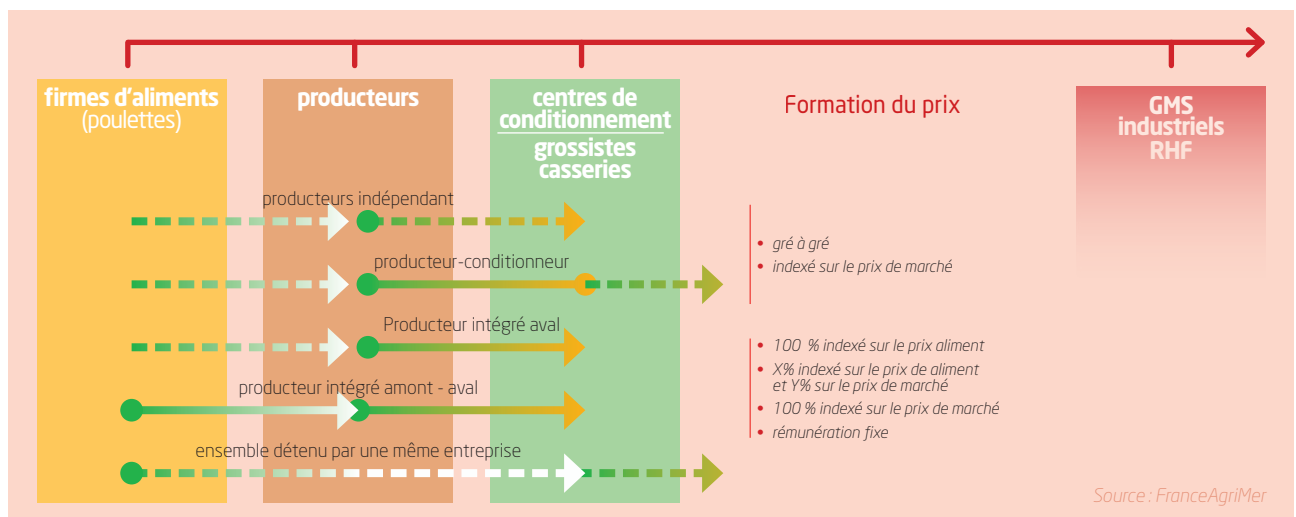 firmes d'aliments
(poulettes)
producteurs
centres de
conditionnement
grossistes
casseries
Formation du prix
GMS
industriels
RHF
producteurs indépendant
producteur-conditionneur
Producteur intégré aval
producteur intégré amont - aval
ensemble détenu par une même entreprise
• gré à gré
• indexé sur le prix de marché
• 100 % indexé sur le prix aliment
• X% indexé sur le prix de aliment
et Y% sur le prix de marché
• 100 % indexé sur le prix de marché
• rémunération fixe
Source : FranceAgriMer